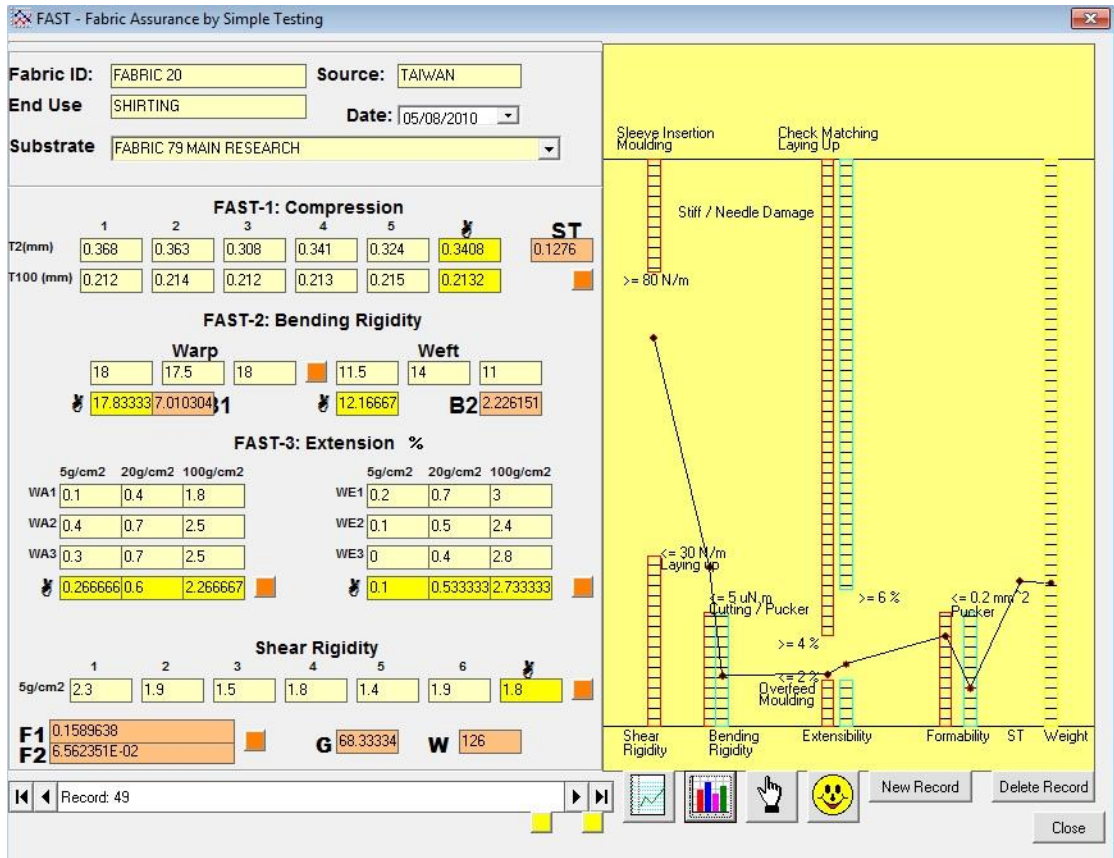 FAST - Fabric Assurance by Simple Testing
Fabric ID: FABRIC 20 Source: TAIWAN
End Use SHIRTING Date: 05/08/2010
Substrate FABRIC 79 MAIN RESEARCH
FAST-1: Compression
1 2 3 4 5 ST
T2(mm) 0.368 0.363 0.308 0.341 0.324 0.3408 0.1276
T100 (mm) 0.212 0.214 0.212 0.213 0.215 0.2132
FAST-2: Bending Rigidity
Warp Weft
18 17.5 18 11.5 14 11
17.83333 7.010304 B1 12.16667 B2 2.226151
FAST-3: Extension %
5g/cm2 20g/cm2 100g/cm2 5g/cm2 20g/cm2 100g/cm2
WA1 0.1 0.4 1.8 WE1 0.2 0.7 3
WA2 0.4 0.7 2.5 WE2 0.1 0.5 2.4
WA3 0.3 0.7 2.5 WE3 0 0.4 2.8
0.266666 0.6 2.266667 0.1 0.533333 2.733333
Shear Rigidity
1 2 3 4 5 6
5g/cm2 2.3 1.9 1.5 1.8 1.4 1.9 1.8
F1 0.1589638
F2 6.562351E-02
G 68.33334 W 126
Record: 49
Sleeve Insertion
Moulding
Check Matching
Laying Up
Stiff / Needle Damage
>= 80 N/m
<= 30 N/m
Laying up
<= 5 uN.m
Cutting / Pucker
>= 6 %
<= 0.2 mm^2
Pucker
>= 4 %
<= 2 %
Overfeed
Moulding
Shear
Rigidity
Bending
Rigidity
Extensibility
Formability
ST
Weight
New Record
Delete Record
Close